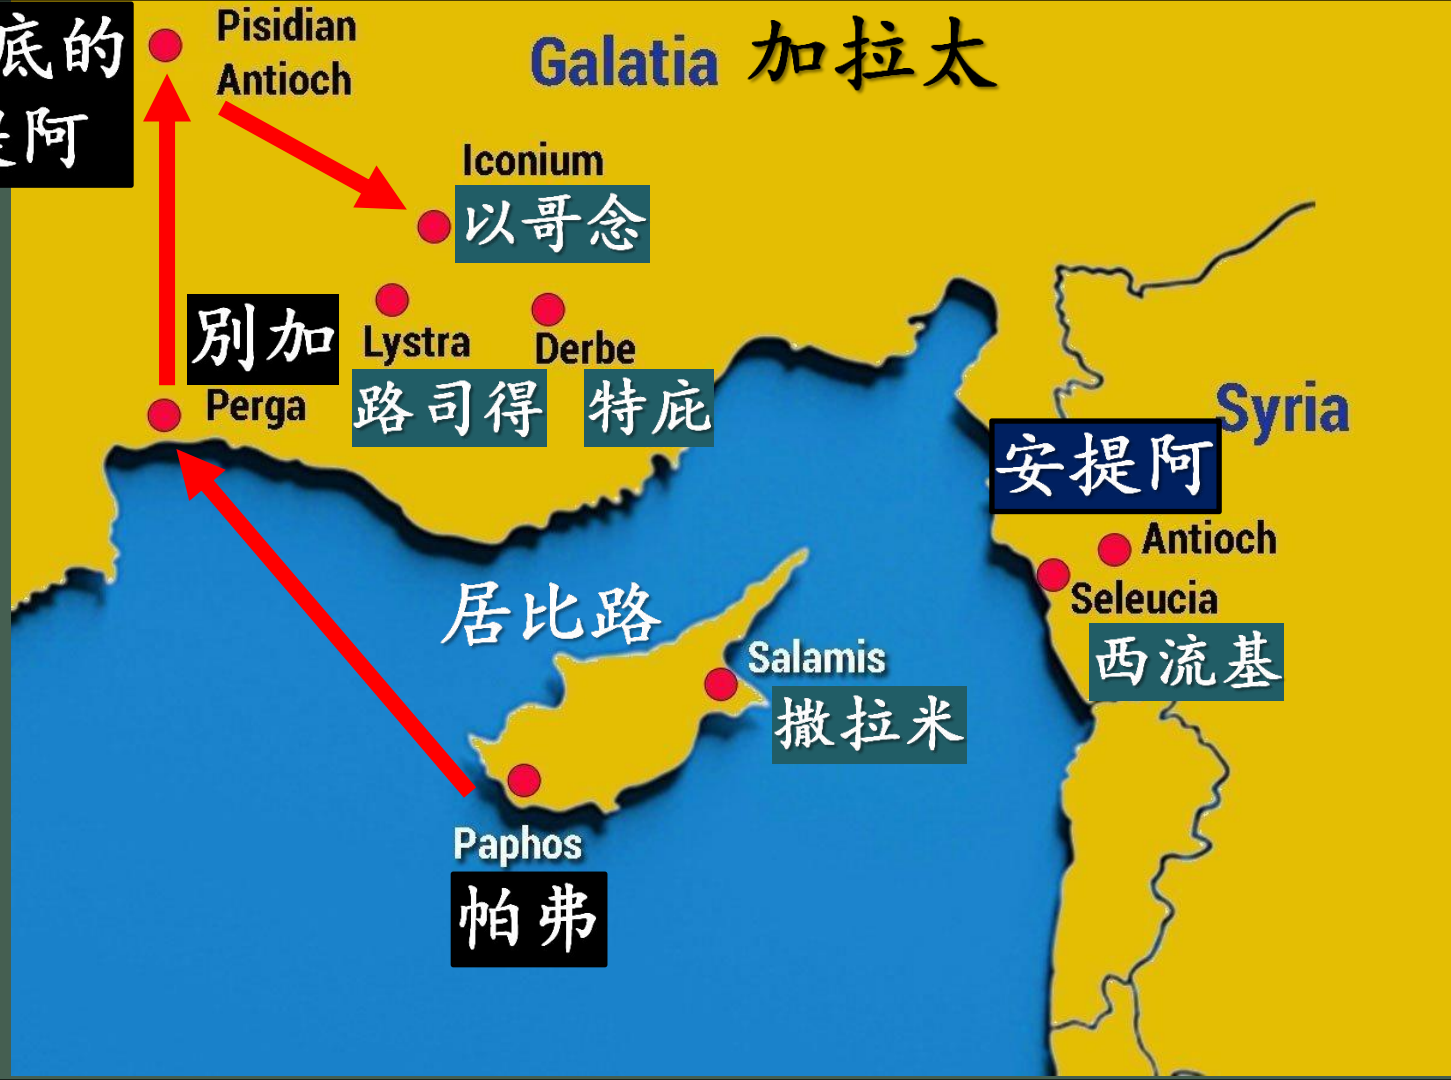 底的
提阿
Pisidian
Antioch
Galatia 加拉太
Iconium
以哥念
別加
Perga
Lystra
路司得
Derbe
特庇
Syria
安提阿
Antioch
Seleucia
西流基
居比路
Salamis
撒拉米
Paphos
帕弗